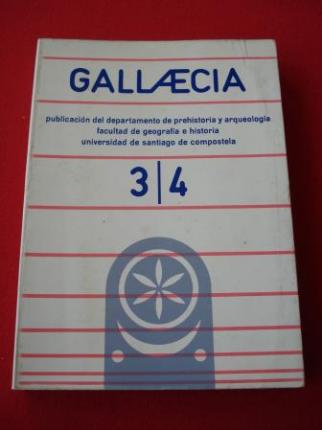 GALLÆCIA
publicación del departamento de prehistoria y arqueología
facultad de geografía e historia
universidad de santiago de compostela
3|4